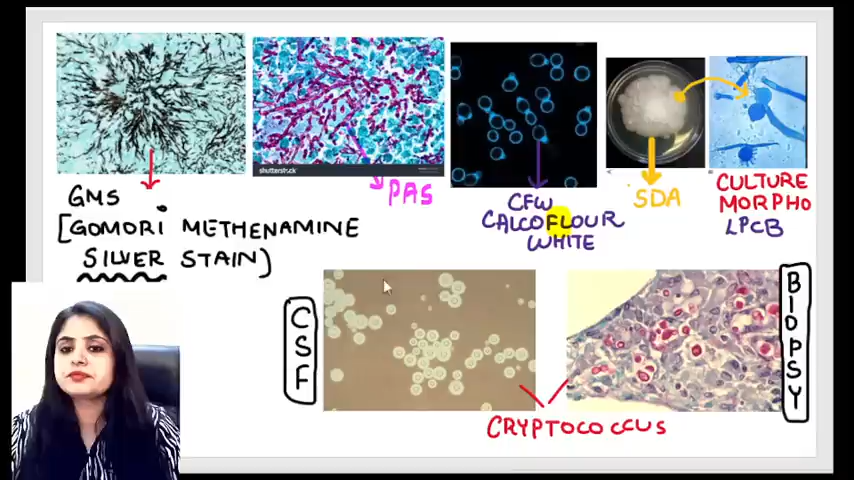 shutterstock
GMS
[GOMORI METHENAMINE
SILVER STAIN]
PAS
CFW
CALCOFLOUR
WHITE
SDA
CULTURE
MORPHO
LPCB
CSF
BIOPSY
CRYPTOCOCCUS